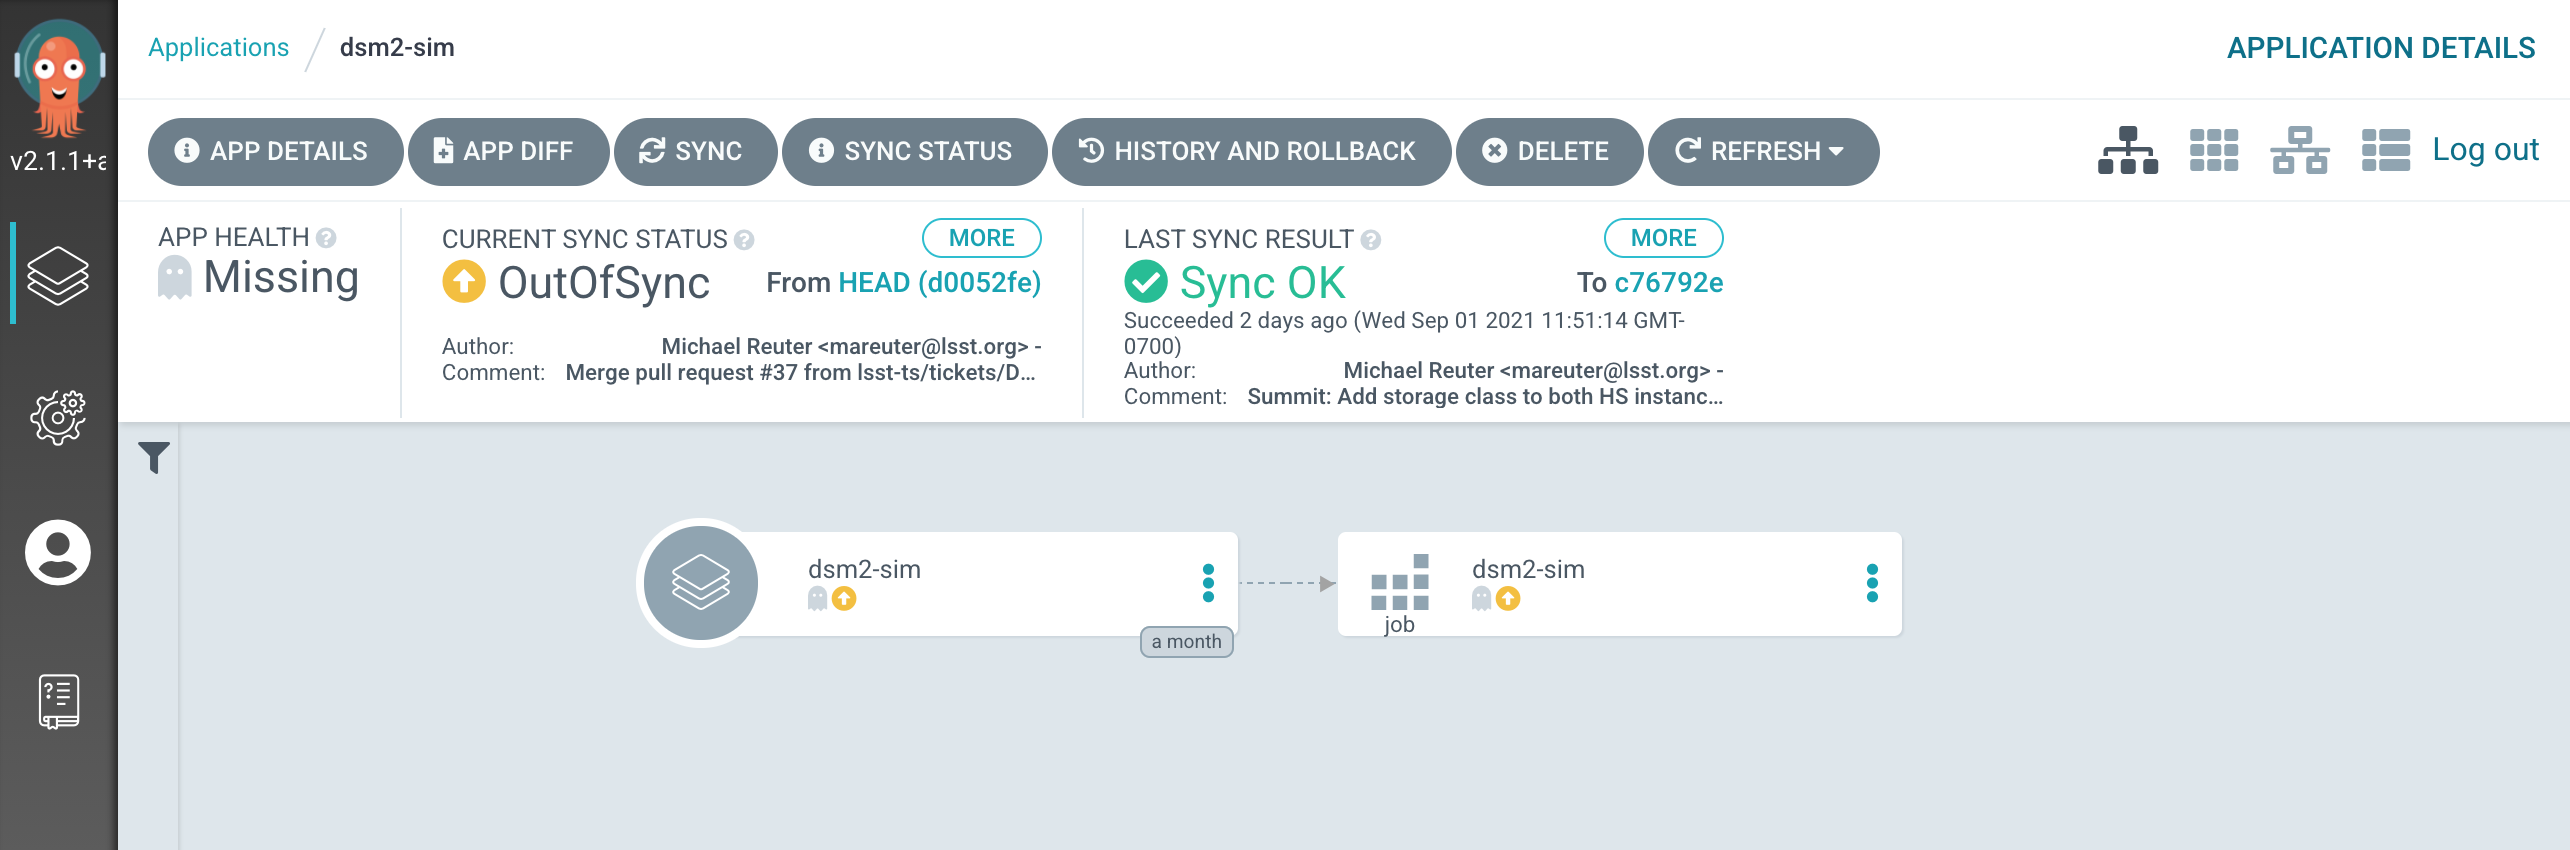 v2.1.1+a
Applications / dsm2-sim
APPLICATION DETAILS
APP DETAILS
APP DIFF
SYNC
SYNC STATUS
HISTORY AND ROLLBACK
DELETE
REFRESH
Log out
APP HEALTH
Missing
CURRENT SYNC STATUS
MORE
OutOfSync
From HEAD (d0052fe)
Author: Michael Reuter <mareuter@lsst.org> -
Comment: Merge pull request #37 from lsst-ts/tickets/D...
LAST SYNC RESULT
MORE
Sync OK
To c76792e
Succeeded 2 days ago (Wed Sep 01 2021 11:51:14 GMT-
0700)
Author: Michael Reuter <mareuter@lsst.org> -
Comment: Summit: Add storage class to both HS instanc...
dsm2-sim
a month
dsm2-sim
job